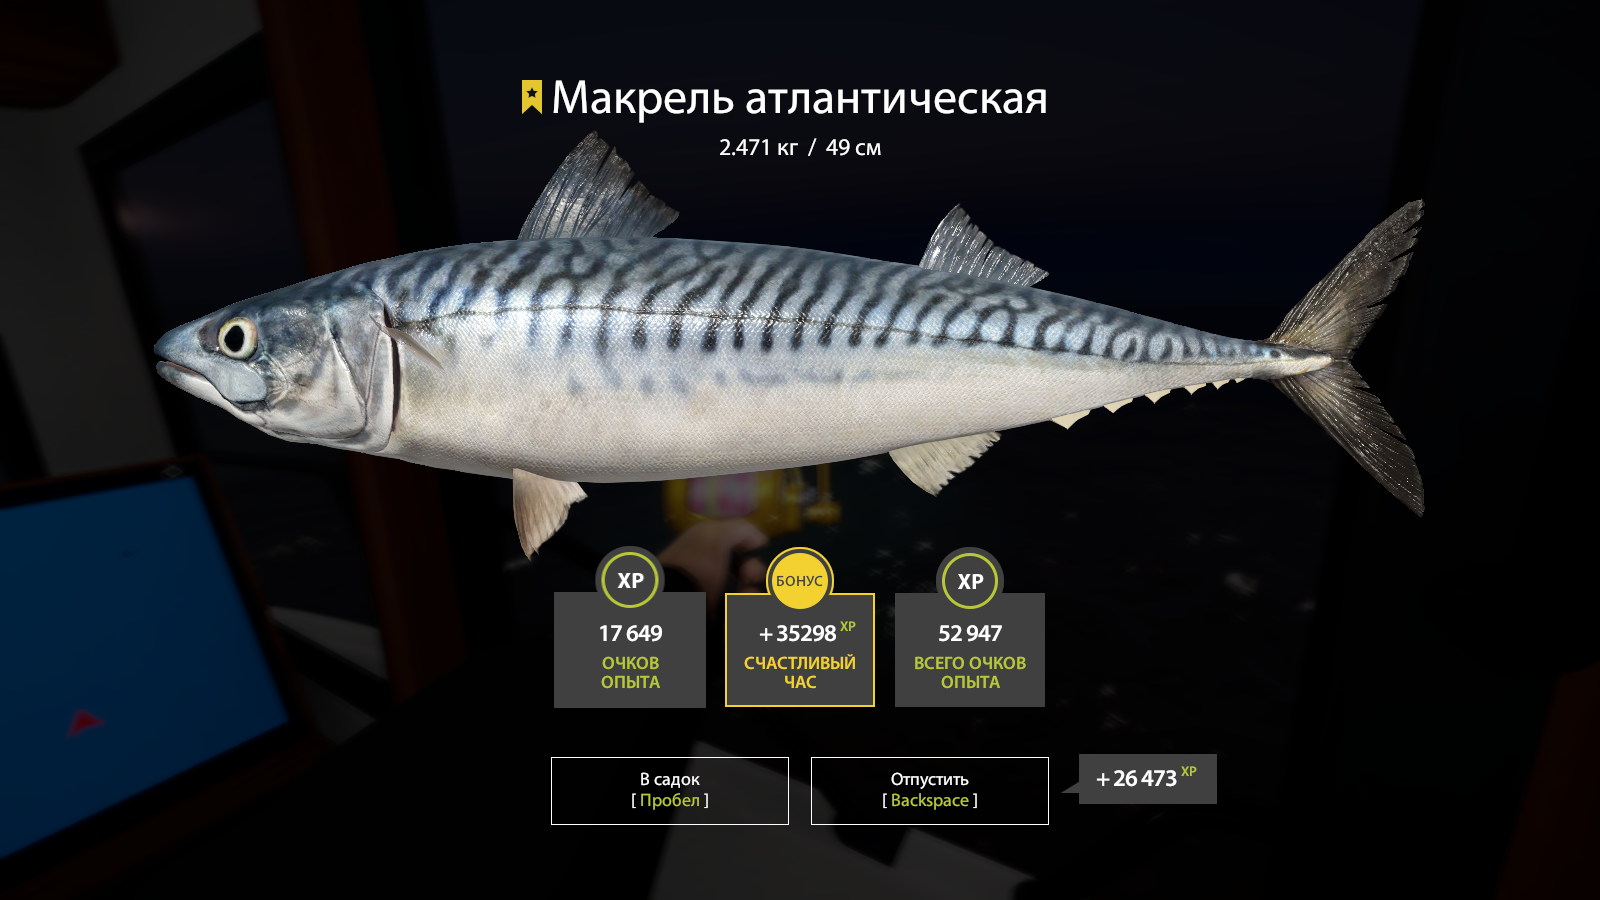 Макрель атлантическая
2.471 кг / 49 см
XP
БОНУС
XP
17 649
ОЧКОВ
ОПЫТА
+35298 XP
СЧАСТЛИВЫЙ
ЧАС
52 947
ВСЕГО ОЧКОВ
ОПЫТА
В садок
[ Пробел ]
Отпустить
[ Backspace ]
+26 473 XP